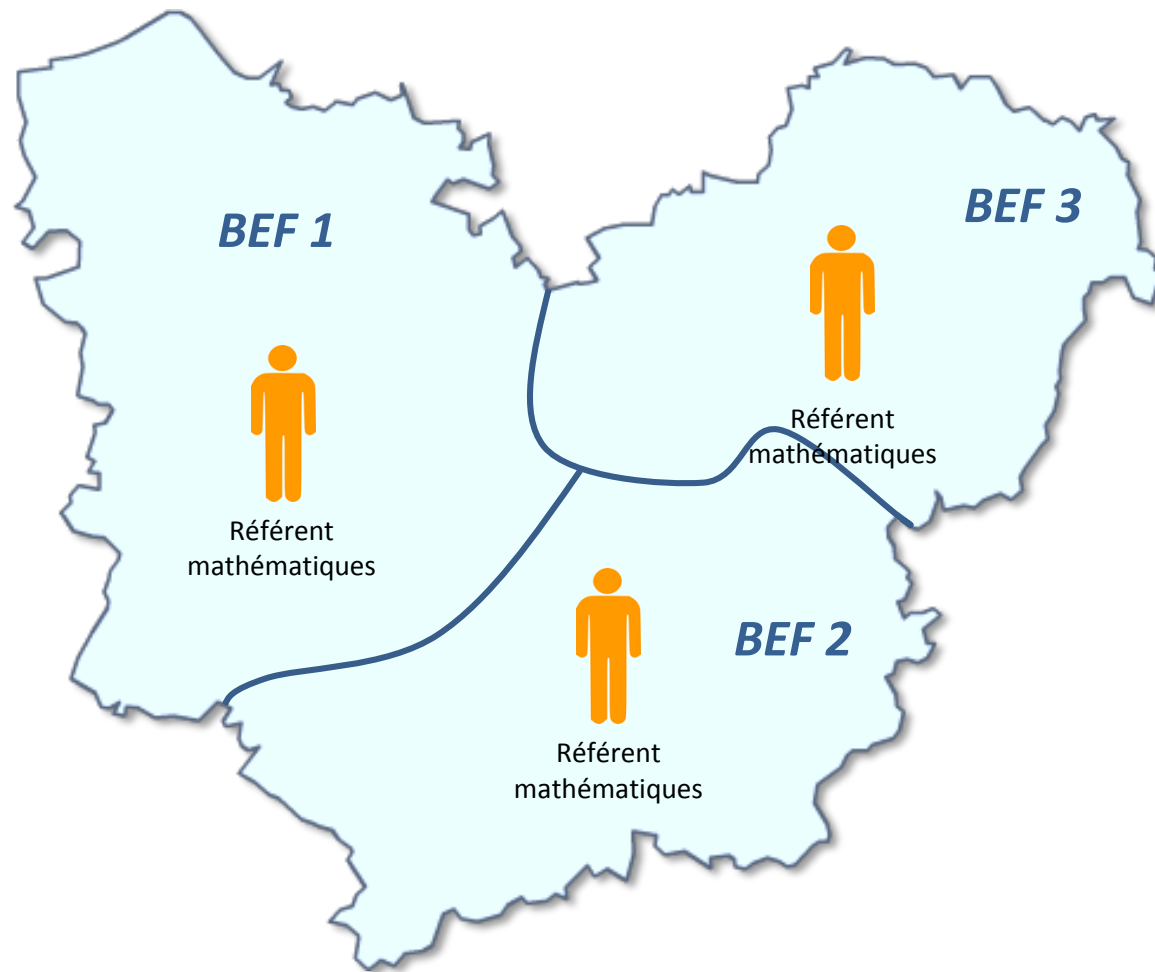 BEF 1
BEF 3
Référent
mathématiques
Référent
mathématiques
BEF 2
Référent
mathématiques